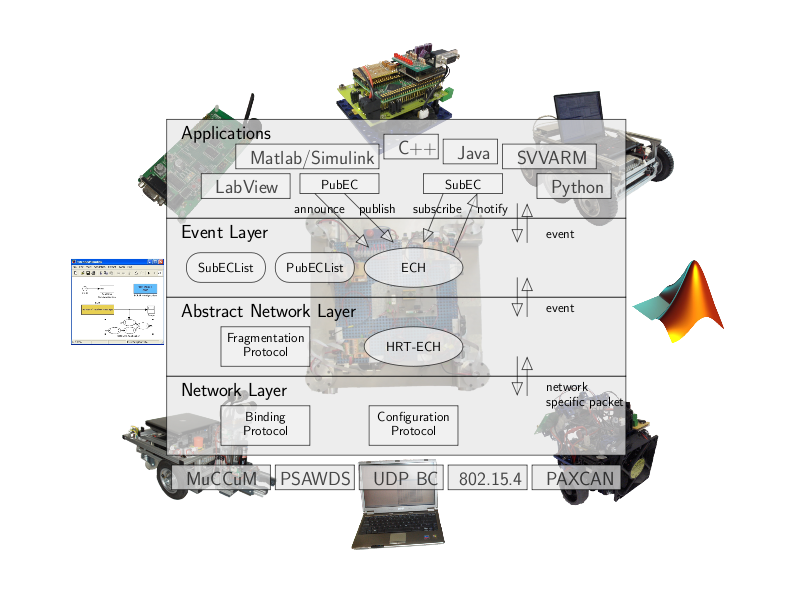 Applications
C++
Matlab/Simulink
Java
SVVARM
LabView
PubEC
SubEC
Python
announce
publish
subscribe
notify
Event Layer
event
SubECList
PubECList
ECH
Abstract Network Layer
event
Fragmentation
Protocol
HRT-ECH
Network Layer
network
specific packet
Binding
Protocol
Configuration
Protocol
MuCCuM
PSAWDS
UDP BC
802.15.4
PAXCAN